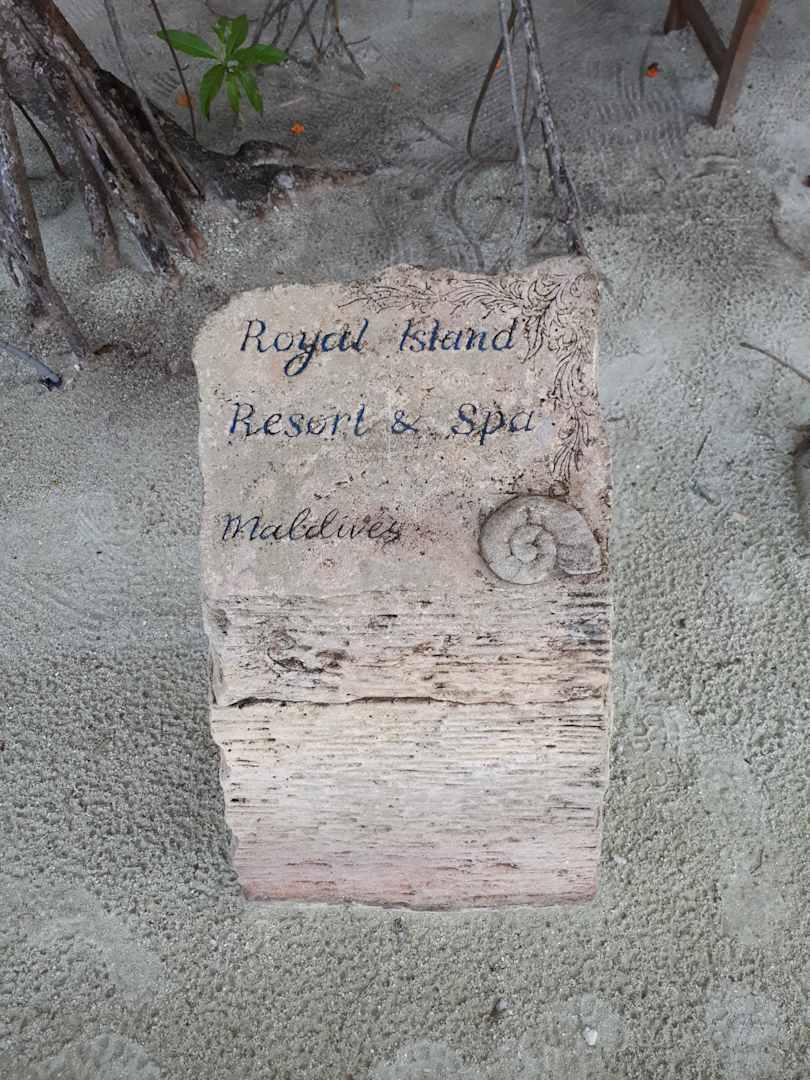 Royal Island
Resort & Spa
Maldives